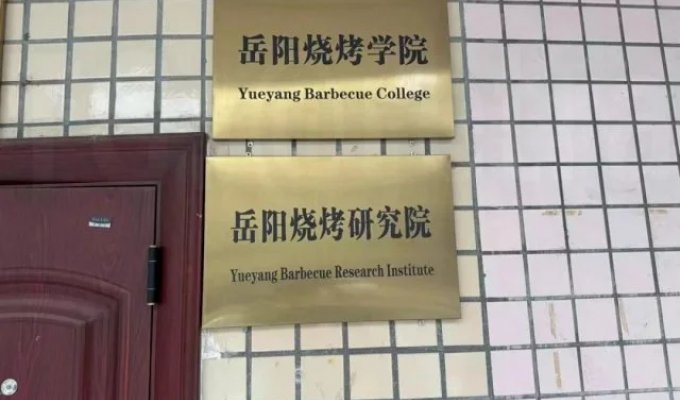 岳阳烧烤学院
Yueyang Barbecue College
岳阳烧烤研究院
Yueyang Barbecue Research Institute